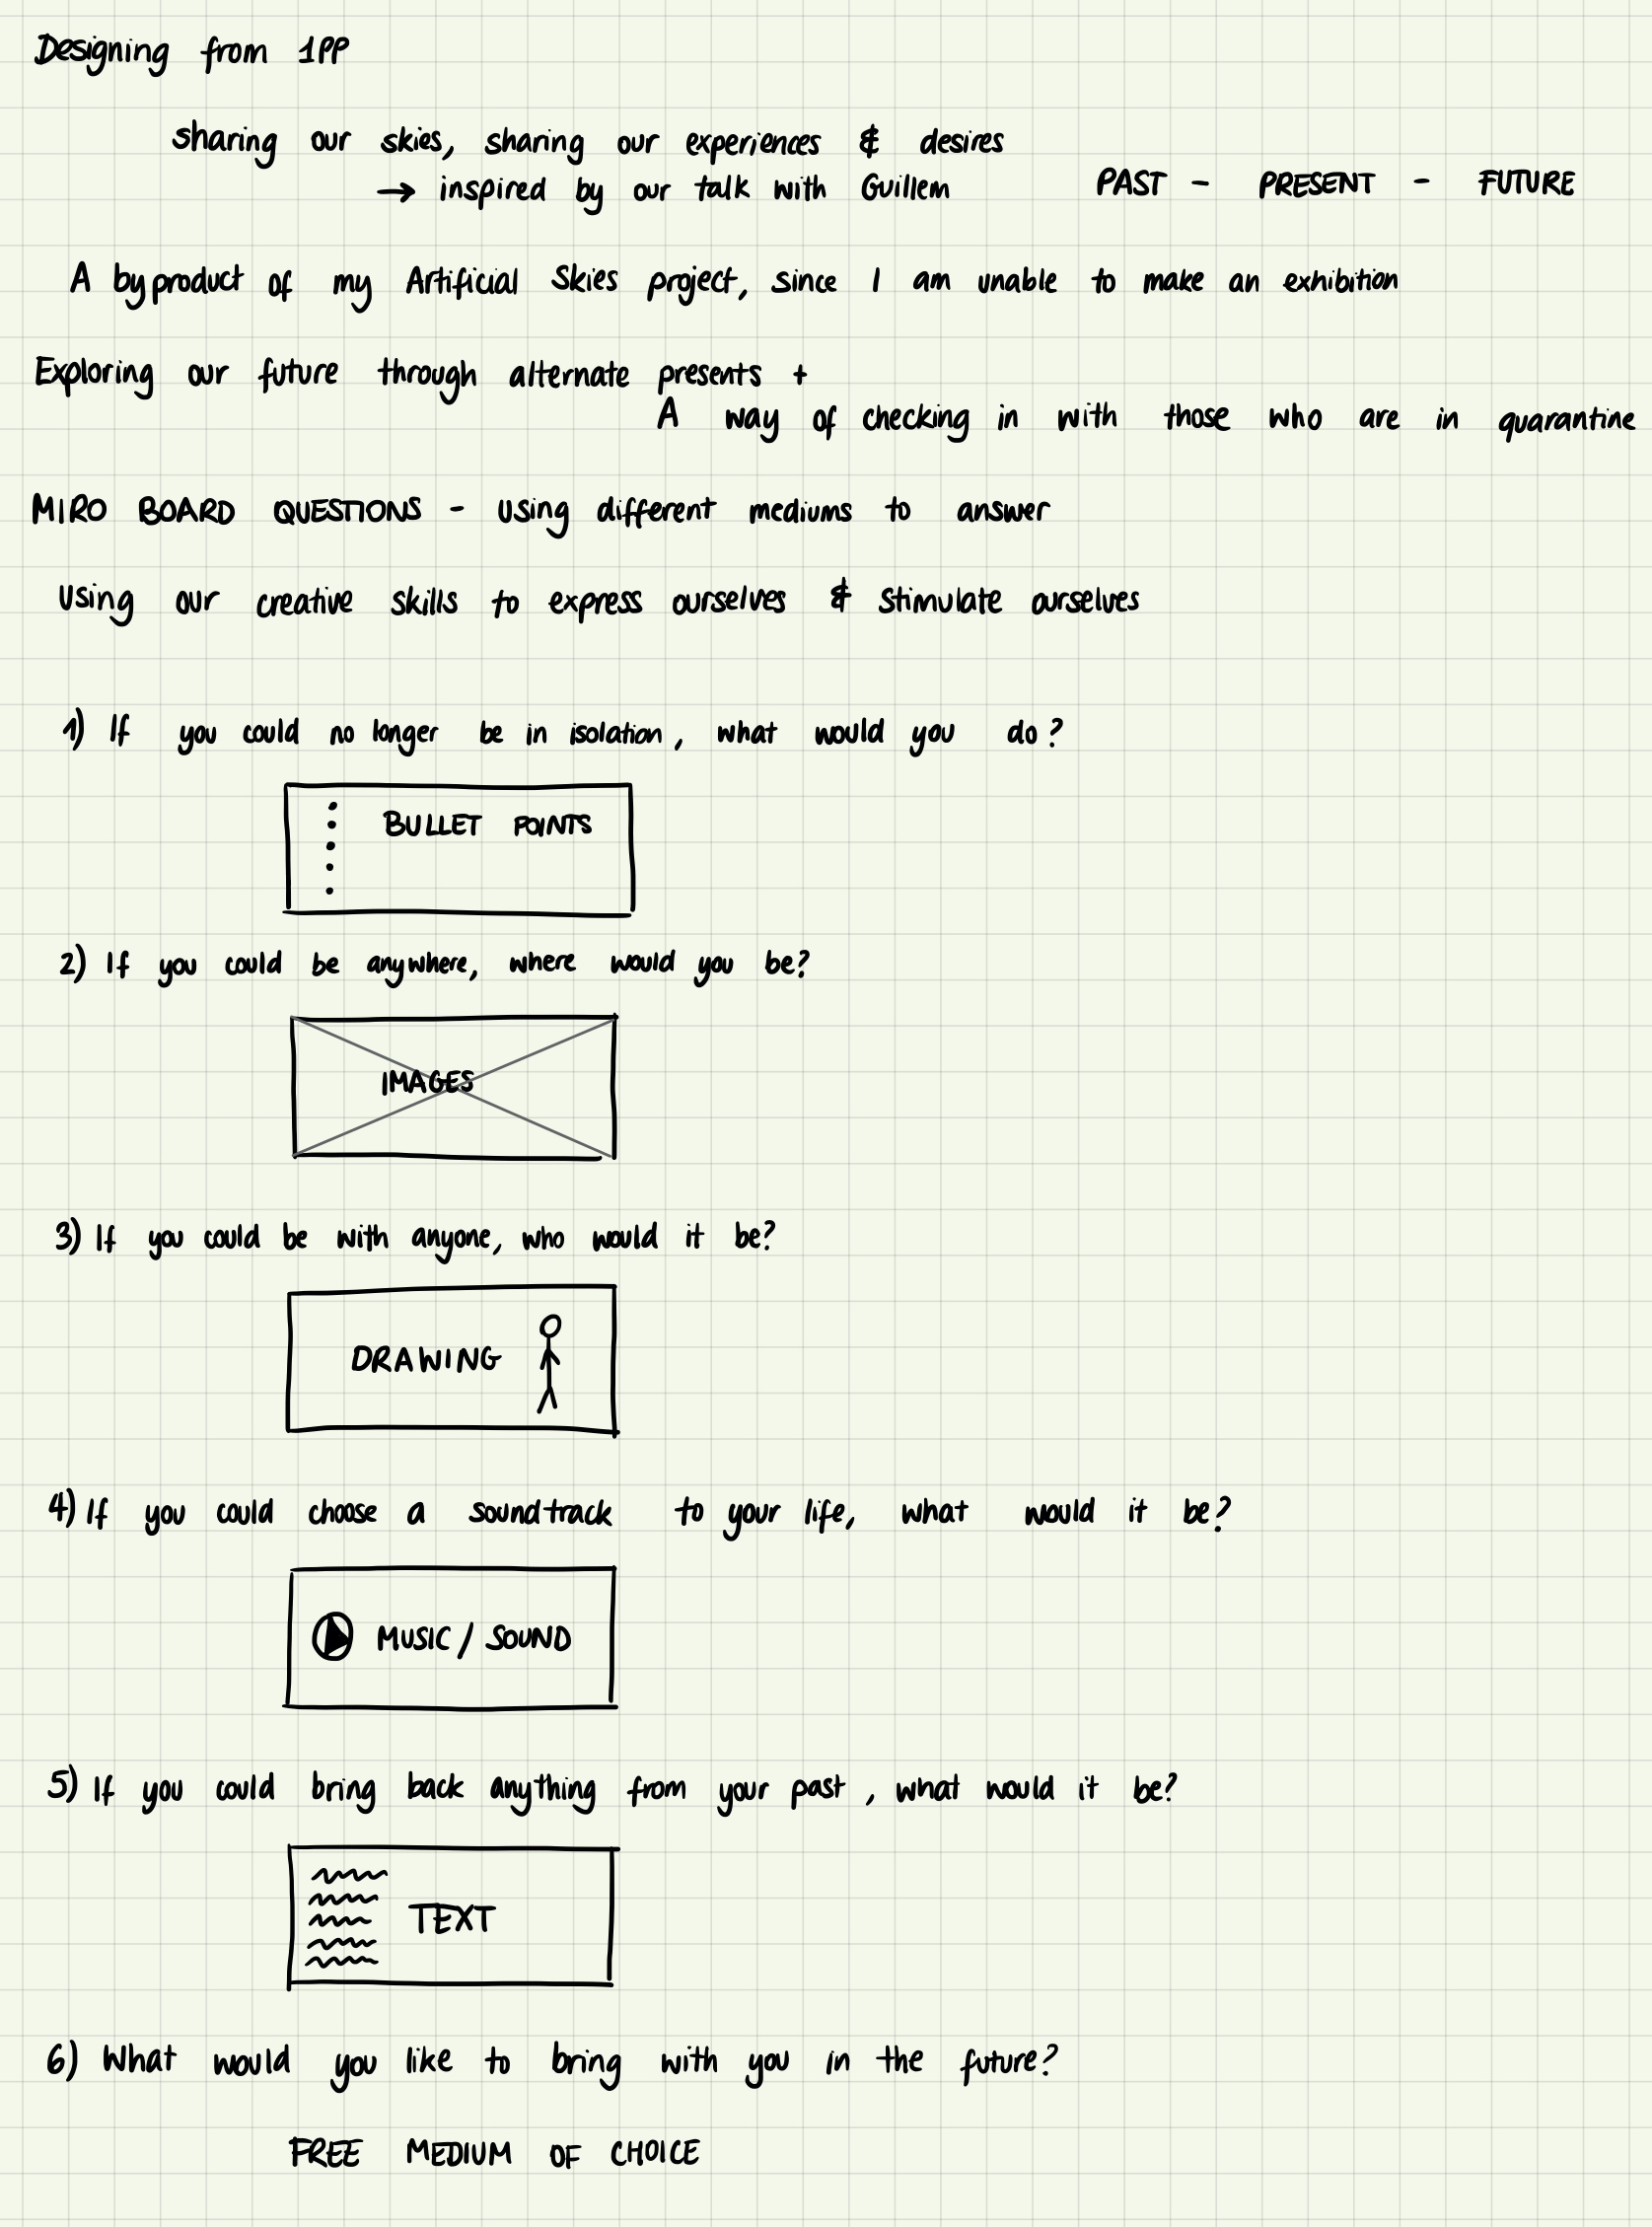 Designing from 1PP
sharing our skies, sharing our experiences & desires
→ inspired by our talk with Guillem
PAST - PRESENT - FUTURE
A byproduct of my Artificial Skies project, since I am unable to make an exhibition
Exploring our future through alternate presents +
A way of checking in with those who are in quarantine
MIRO BOARD QUESTIONS - using different mediums to answer
Using our creative skills to express ourselves & stimulate ourselves
1) If you could no longer be in isolation, what would you do?
BULLET POINTS
2) If you could be anywhere, where would you be?
IMAGES
3) If you could be with anyone, who would it be?
DRAWING
4) If you could choose a soundtrack to your life, what would it be?
MUSIC / SOUND
5) If you could bring back anything from your past, what would it be?
TEXT
6) What would you like to bring with you in the future?
FREE MEDIUM OF CHOICE